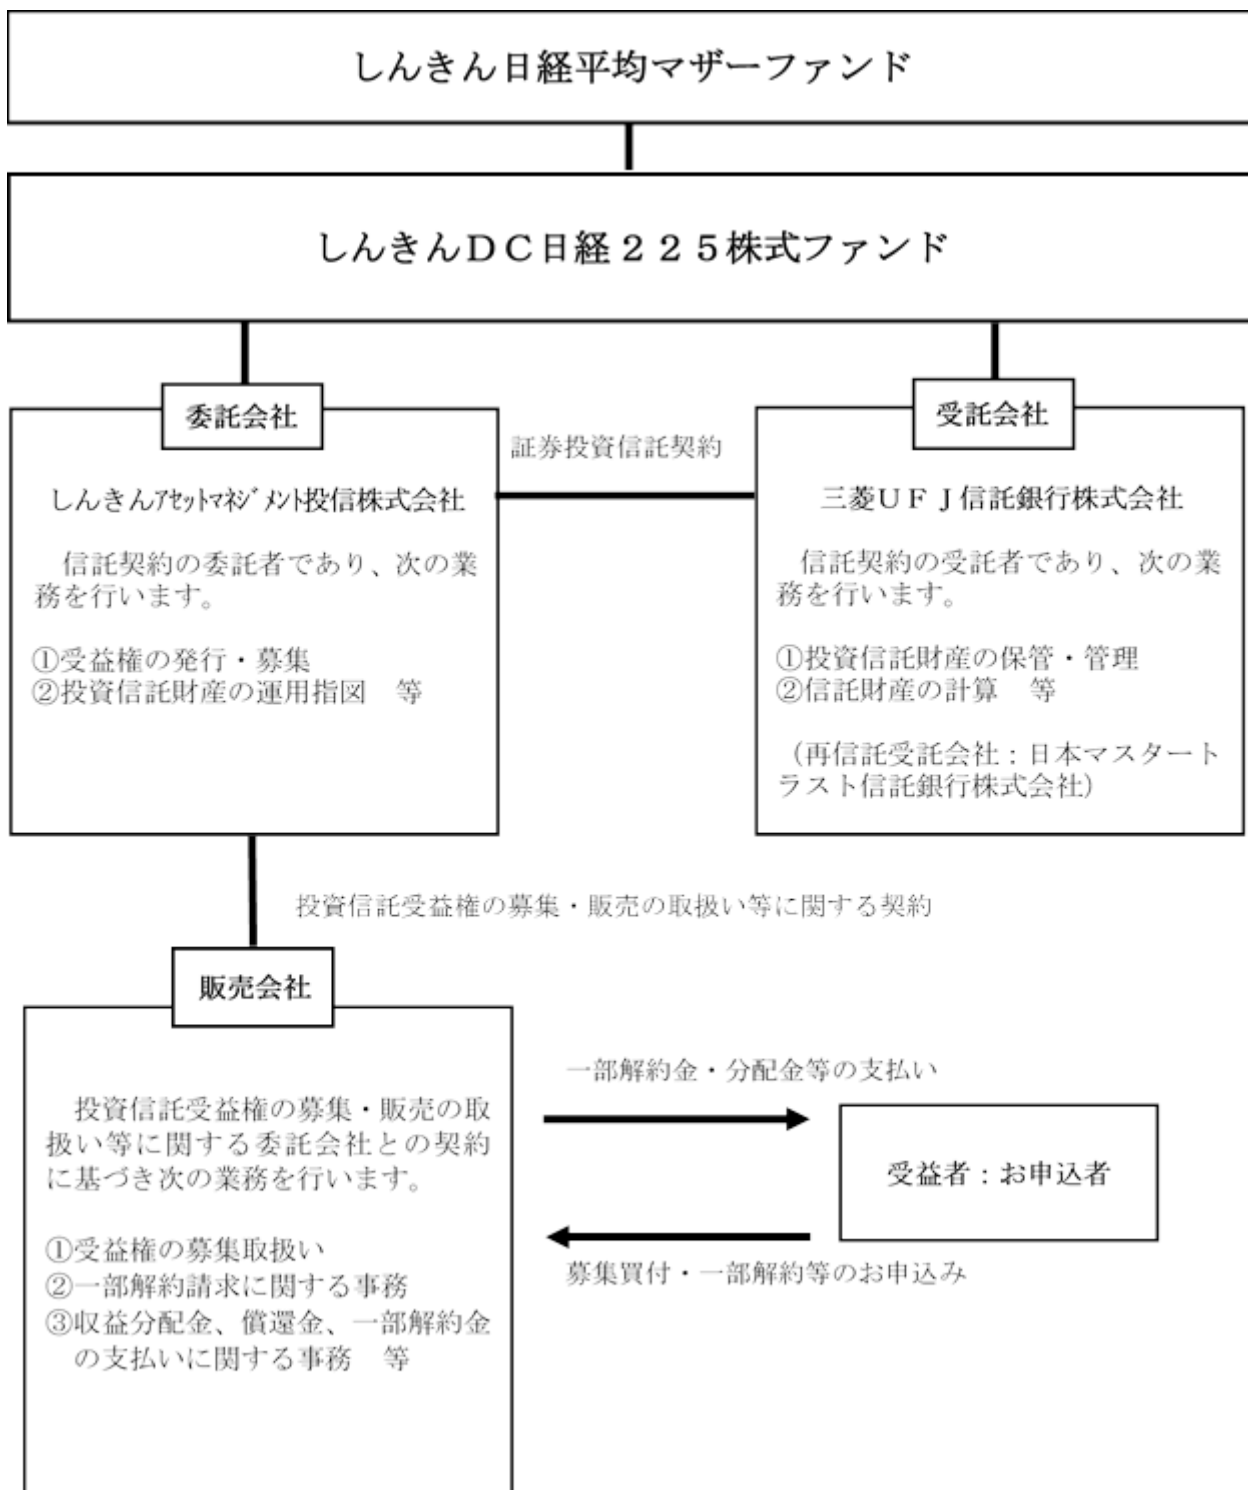 しんきん日経平均マザーファンド
しんきんＤＣ日経２２５株式ファンド
委託会社
しんきんｱｾｯﾄﾏﾈｼﾞﾒﾝﾄ投信株式会社
信託契約の委託者であり、次の業
務を行います。
①受益権の発行・募集
②投資信託財産の運用指図　等
証券投資信託契約
受託会社
三菱ＵＦＪ信託銀行株式会社
信託契約の受託者であり、次の業
務を行います。
①投資信託財産の保管・管理
②信託財産の計算　等
（再信託受託会社：日本マスタート
ラスト信託銀行株式会社）
投資信託受益権の募集・販売の取扱い等に関する契約
販売会社
投資信託受益権の募集・販売の取
扱い等に関する委託会社との契約
に基づき次の業務を行います。
①受益権の募集取扱い
②一部解約請求に関する事務
③収益分配金、償還金、一部解約金
の支払いに関する事務　等
一部解約金・分配金等の支払い
受益者：お申込者
募集買付・一部解約等のお申込み